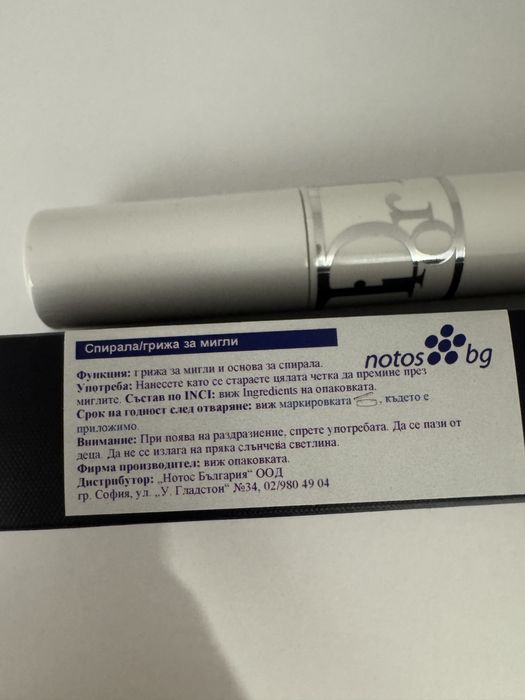 Dior
Спирала/грижа за мигли
notos bg
Функция: грижа за мигли и основа за спирала.
Употреба: Нанесете като се стараете цялата четка да премине през
миглите. Състав по INCI: виж Ingredients на опаковката.
Срок на годност след отваряне: виж маркировката , където е
приложимо.
Внимание: При поява на раздразнение, спрете употребата. Да се пази от
деца. Да не се излага на пряка слънчева светлина.
Фирма производител: виж опаковката.
Дистрибутор: „Нотос България“ ООД
гр. София, ул. „У. Гладстон“ №34, 02/980 49 04